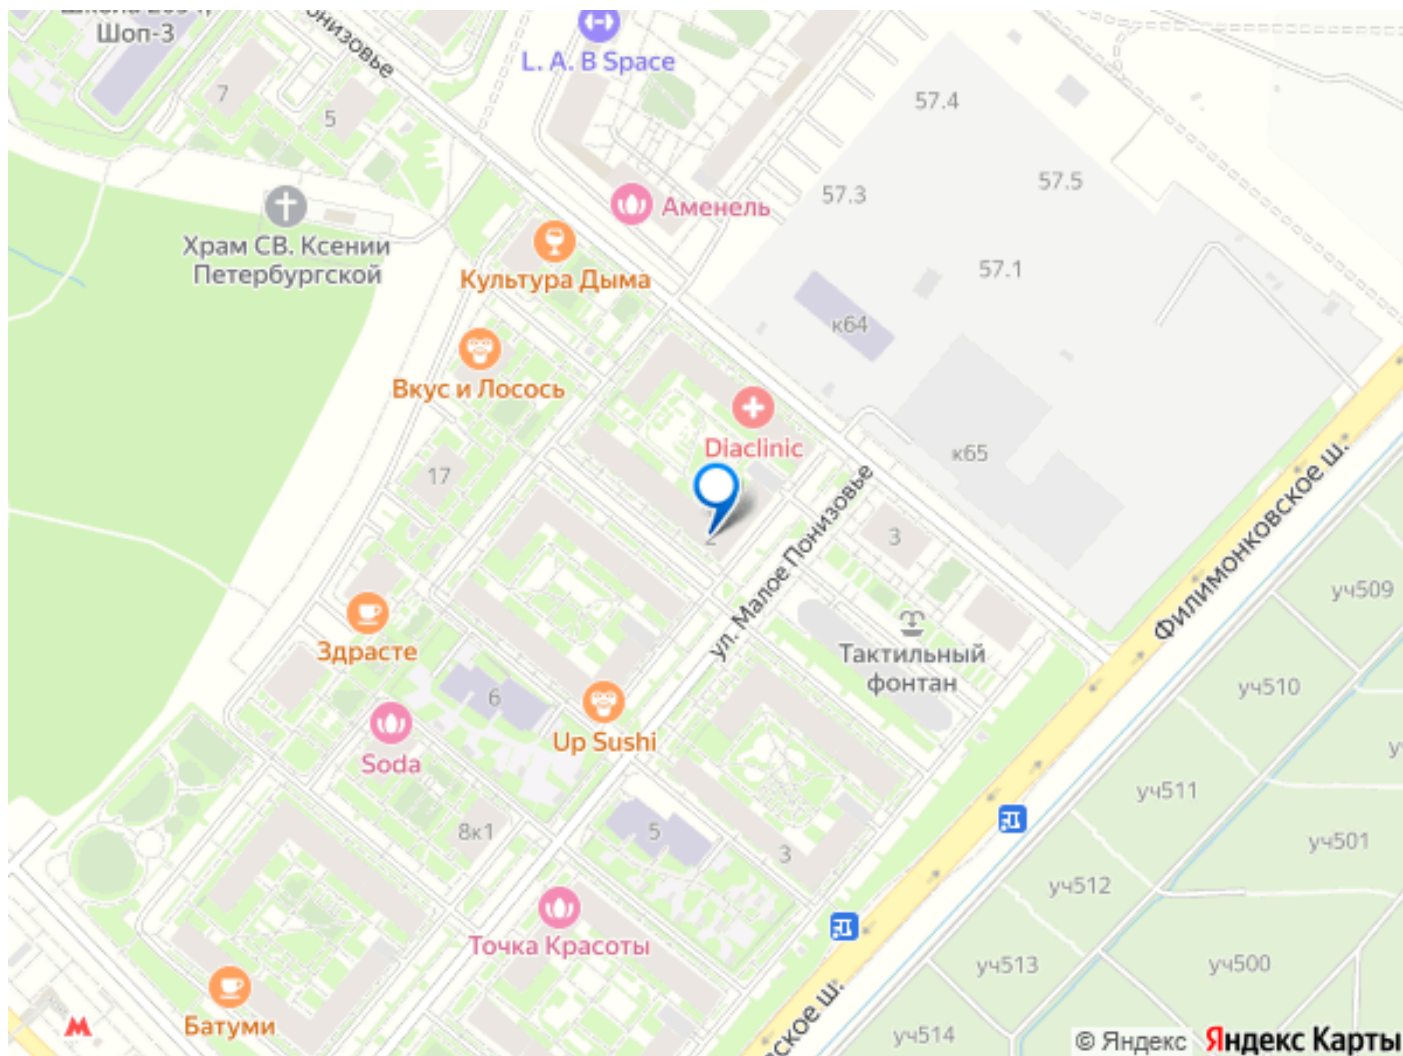 Шоп-3
7
5
L. A. B Space
57.4
57.3
57.5
57.1
Аменель
Храм СВ. Ксении
Петербургской
Культура Дыма
к64
Вкус и Лосось
Diaclinic
к65
17
2
3
ул. Малое Понизовье
Филимонковское ш.
уч509
Здрасте
Тактильный
фонтан
6
уч510
Up Sushi
Soda
уч511
8к1
5
3
уч501
уч512
Точка Красоты
уч513
уч500
Батуми
уч514
© Яндекс
Яндекс Карты